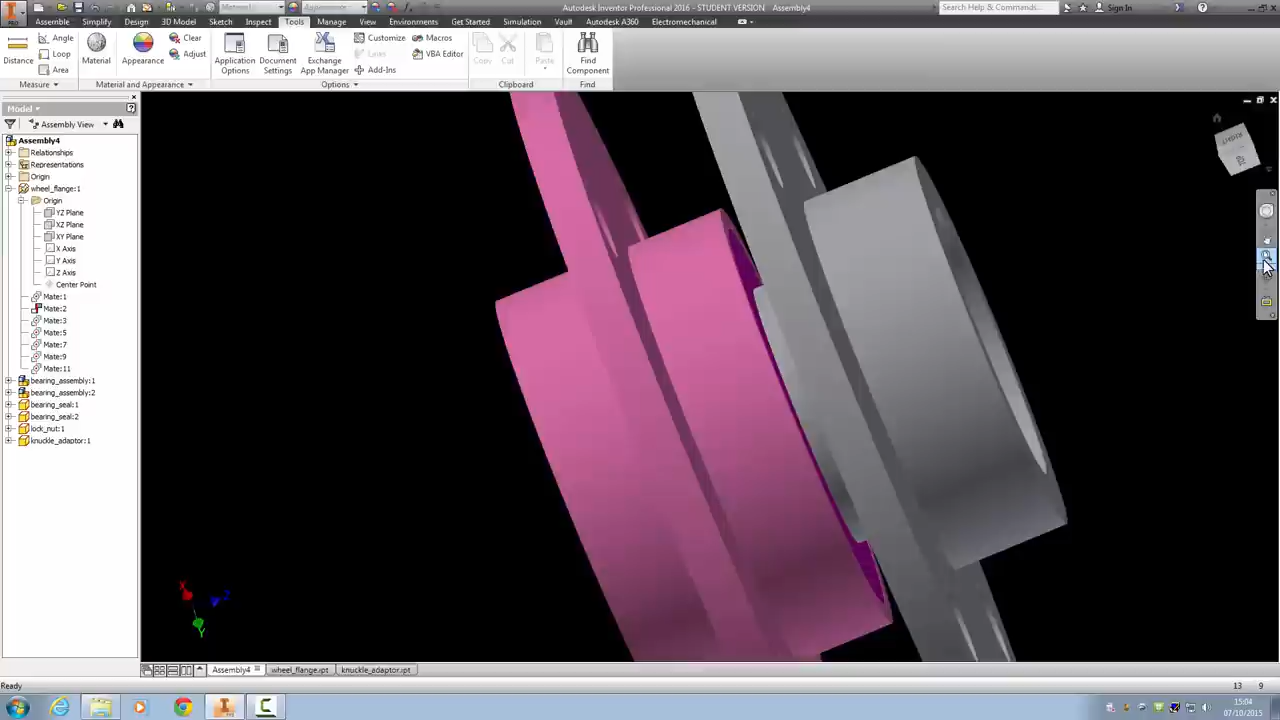 Material
Appearance
Autodesk Inventor Professional 2016 - STUDENT VERSION Assembly4
Search Help & Commands...
Sign In
Assemble Simplify Design 3D Model Sketch Inspect Tools Manage View Environments Get Started Simulation Vault Autodesk A360 Electromechanical
Angle
Loop
Area
Distance
Material
Appearance
Clear
Adjust
Application Options
Document Settings
Exchange App Manager
Customize
Links
Add-Ins
Macros
VBA Editor
Copy
Cut
Paste
Find Component
Measure
Material and Appearance
Options
Clipboard
Find
Model
Assembly View
Assembly4
Relationships
Representations
Origin
wheel_flange:1
Origin
YZ Plane
XZ Plane
XY Plane
X Axis
Y Axis
Z Axis
Center Point
Mate:1
Mate:2
Mate:3
Mate:5
Mate:7
Mate:9
Mate:11
bearing_assembly:1
bearing_assembly:2
bearing_seal:1
bearing_seal:2
lock_nut:1
knuckle_adaptor:1
X
Z
Y
Assembly4
wheel_flange.ipt
knuckle_adaptor.ipt
Ready
13 9
15:04
07/10/2015